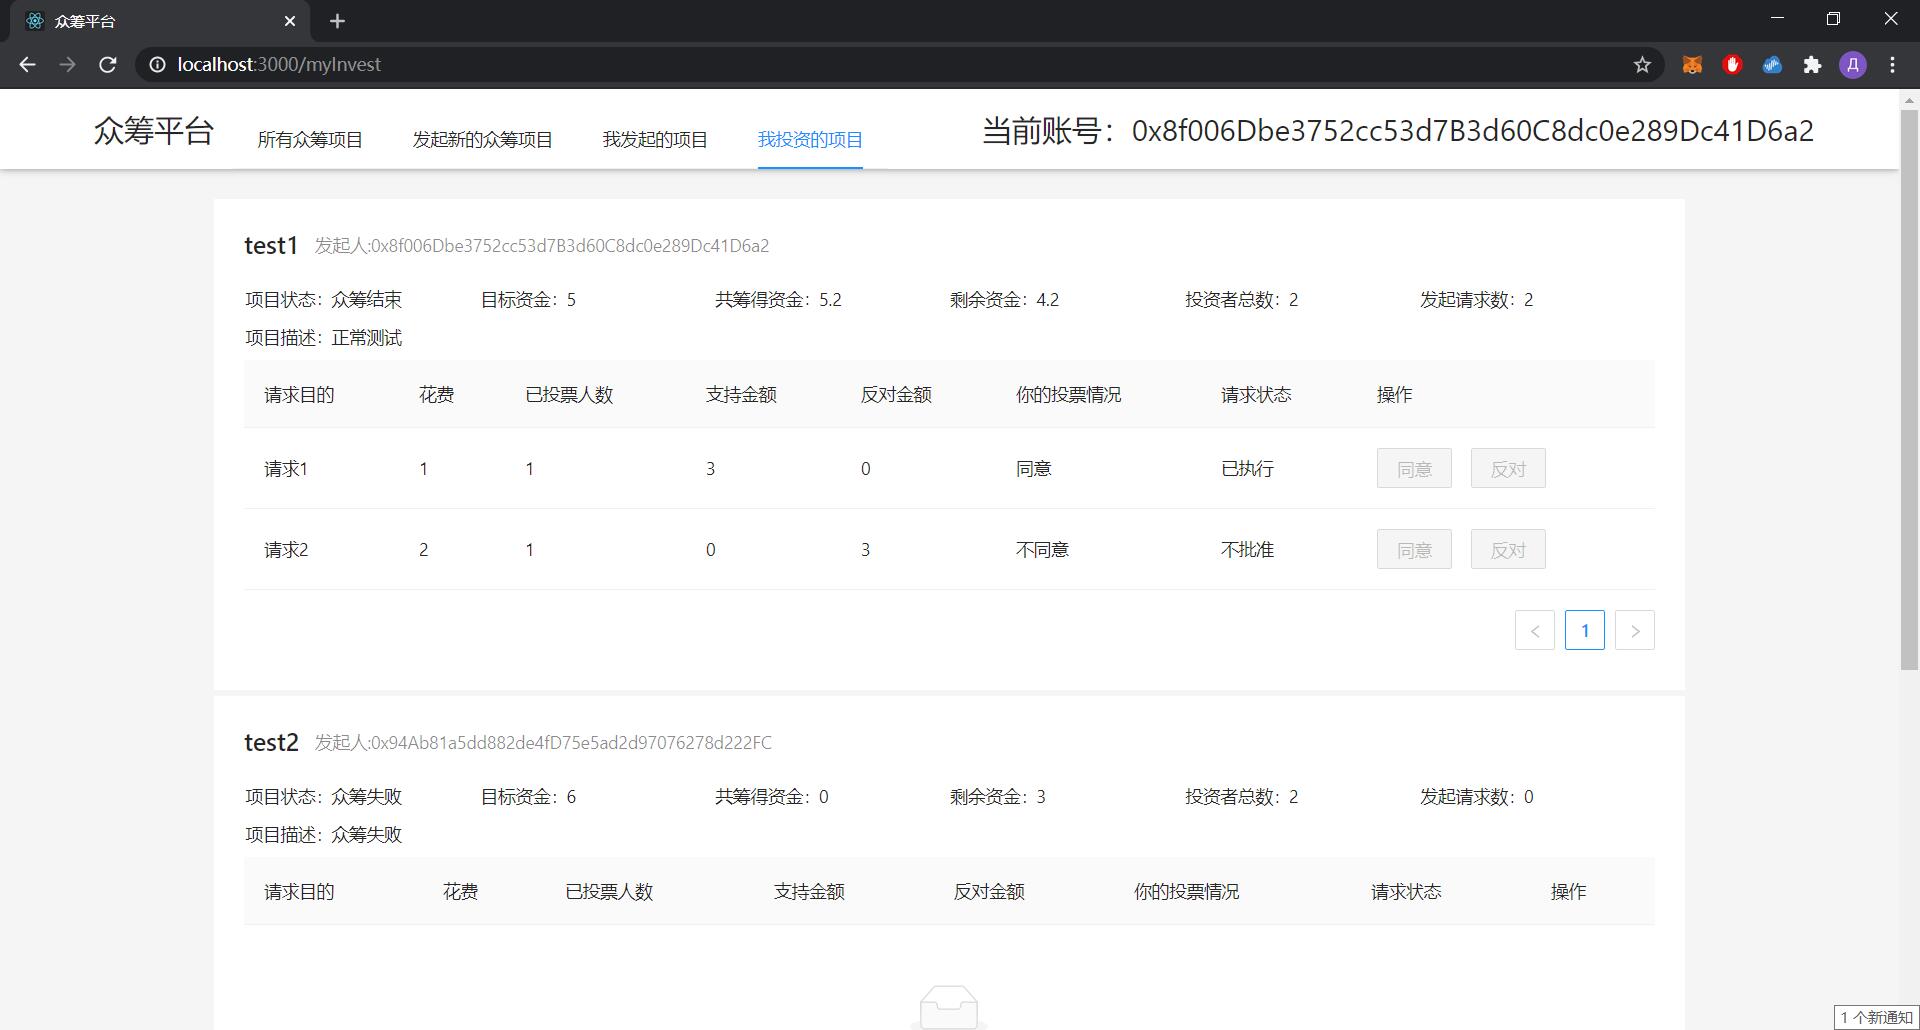 众筹平台
localhost:3000/myInvest
众筹平台 所有众筹项目 发起新的众筹项目 我发起的项目 我投资的项目 当前账号：0x8f006Dbe3752cc53d7B3d60C8dc0e289Dc41D6a2
test1 发起人:0x8f006Dbe3752cc53d7B3d60C8dc0e289Dc41D6a2
项目状态：众筹结束 目标资金：5 共筹得资金：5.2 剩余资金：4.2 投资者总数：2 发起请求数：2
项目描述：正常测试
请求目的 花费 已投票人数 支持金额 反对金额 你的投票情况 请求状态 操作
请求1 1 1 3 0 同意 已执行 同意 反对
请求2 2 1 0 3 不同意 不批准 同意 反对
< 1 >
test2 发起人:0x94Ab81a5dd882de4fD75e5ad2d97076278d222FC
项目状态：众筹失败 目标资金：6 共筹得资金：0 剩余资金：3 投资者总数：2 发起请求数：0
项目描述：众筹失败
请求目的 花费 已投票人数 支持金额 反对金额 你的投票情况 请求状态 操作
1 个新通知